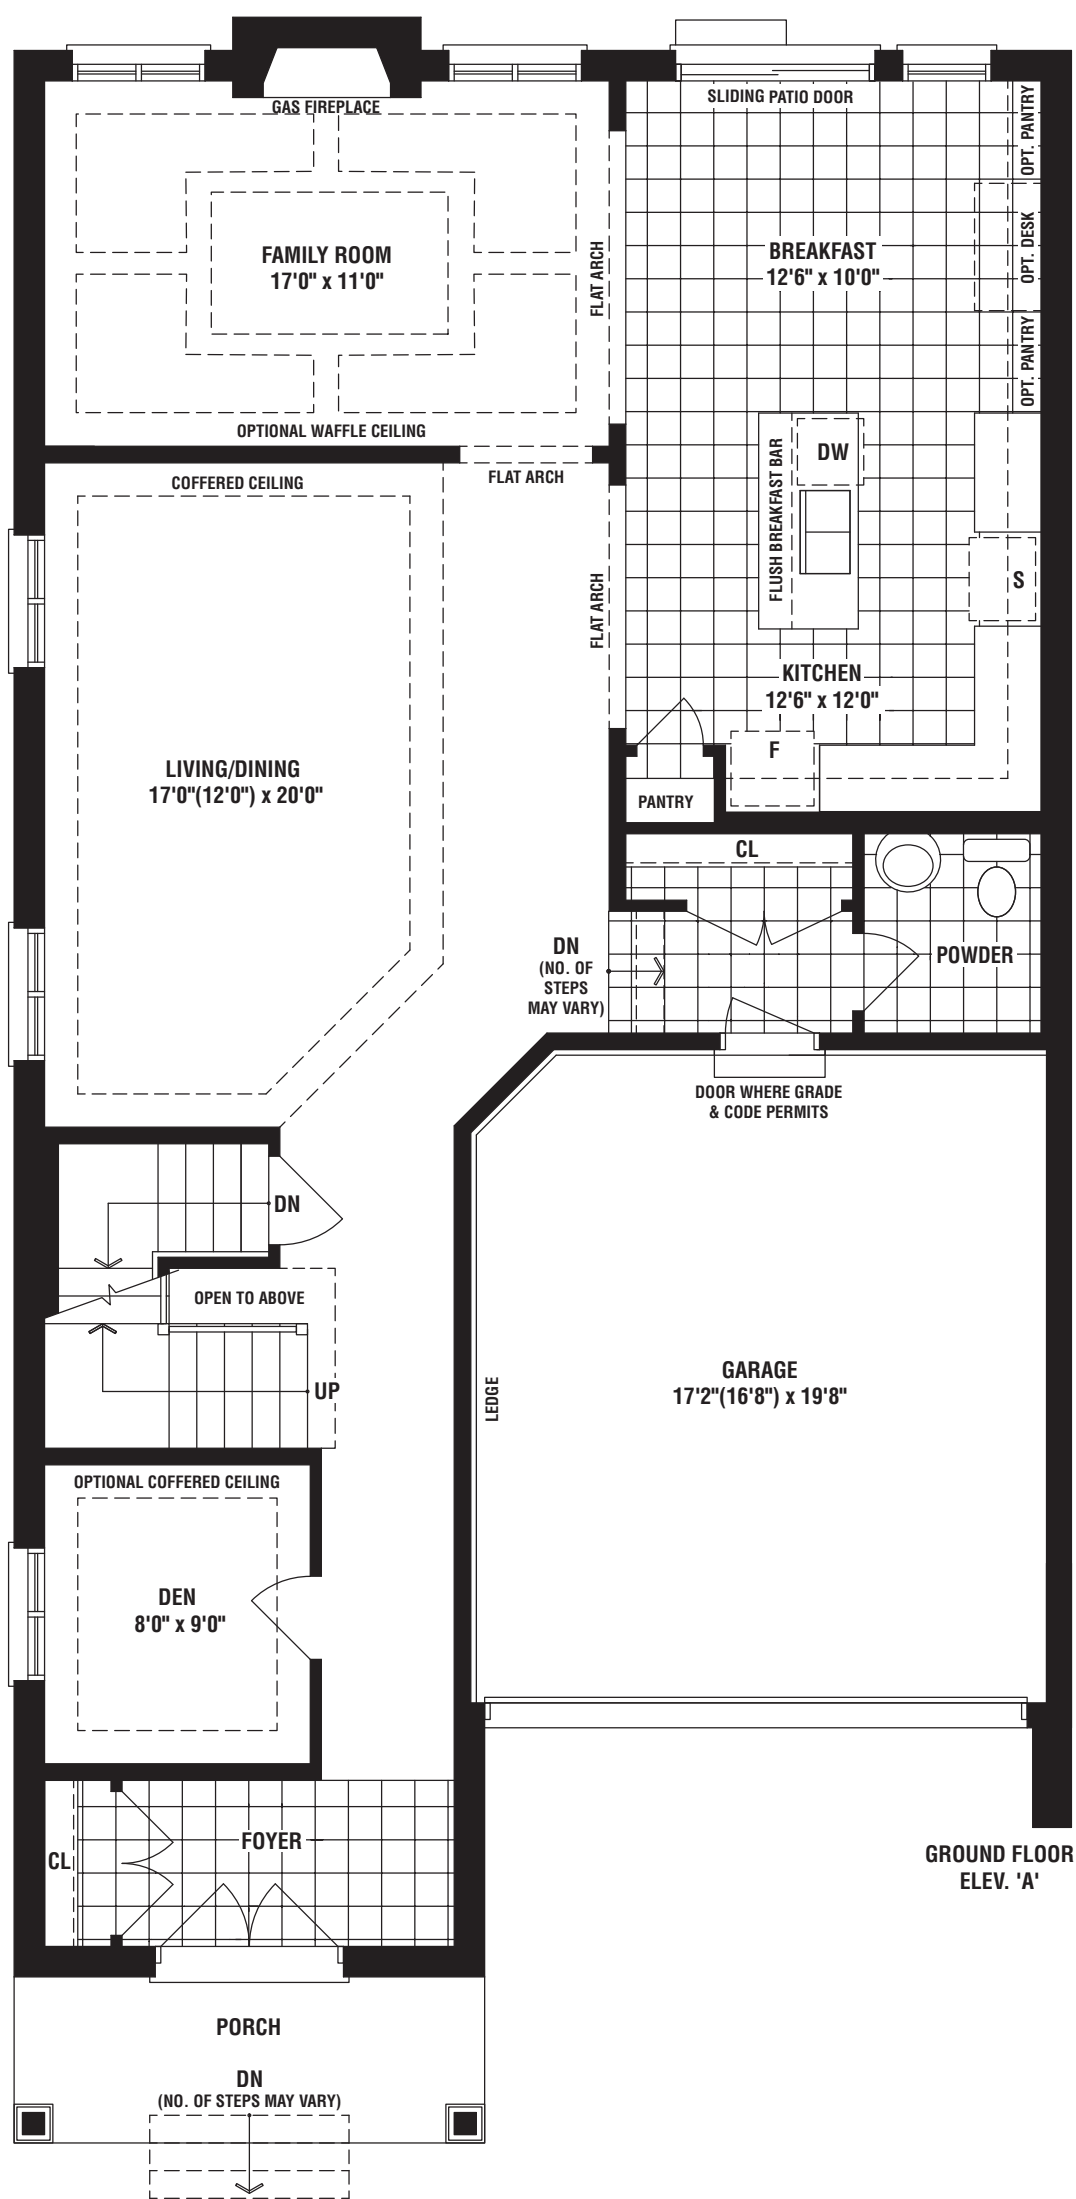 GAS FIREPLACE
SLIDING PATIO DOOR
OPT. PANTRY
OPT. DESK
OPT. PANTRY
FAMILY ROOM
17'0" x 11'0"
FLAT ARCH
BREAKFAST
12'6" x 10'0"
OPTIONAL WAFFLE CEILING
FLAT ARCH
COFFERED CEILING
DW
FLUSH BREAKFAST BAR
S
FLAT ARCH
KITCHEN
12'6" x 12'0"
F
LIVING/DINING
17'0"(12'0") x 20'0"
PANTRY
CL
DN
(NO. OF
STEPS
MAY VARY)
POWDER
DOOR WHERE GRADE
& CODE PERMITS
DN
OPEN TO ABOVE
UP
LEDGE
GARAGE
17'2"(16'8") x 19'8"
OPTIONAL COFFERED CEILING
DEN
8'0" x 9'0"
FOYER
CL
GROUND FLOOR
ELEV. 'A'
PORCH
DN
(NO. OF STEPS MAY VARY)